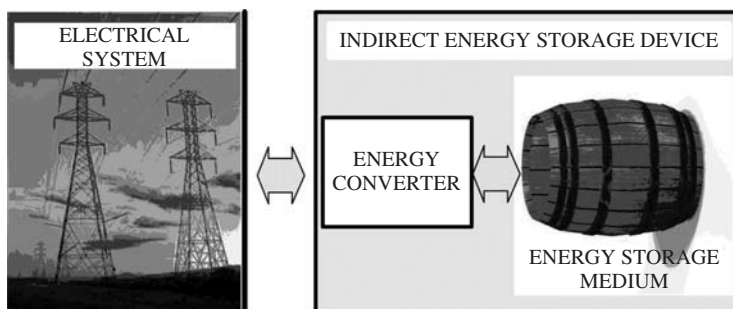 ELECTRICAL
SYSTEM
INDIRECT ENERGY STORAGE DEVICE
ENERGY
CONVERTER
ENERGY STORAGE
MEDIUM